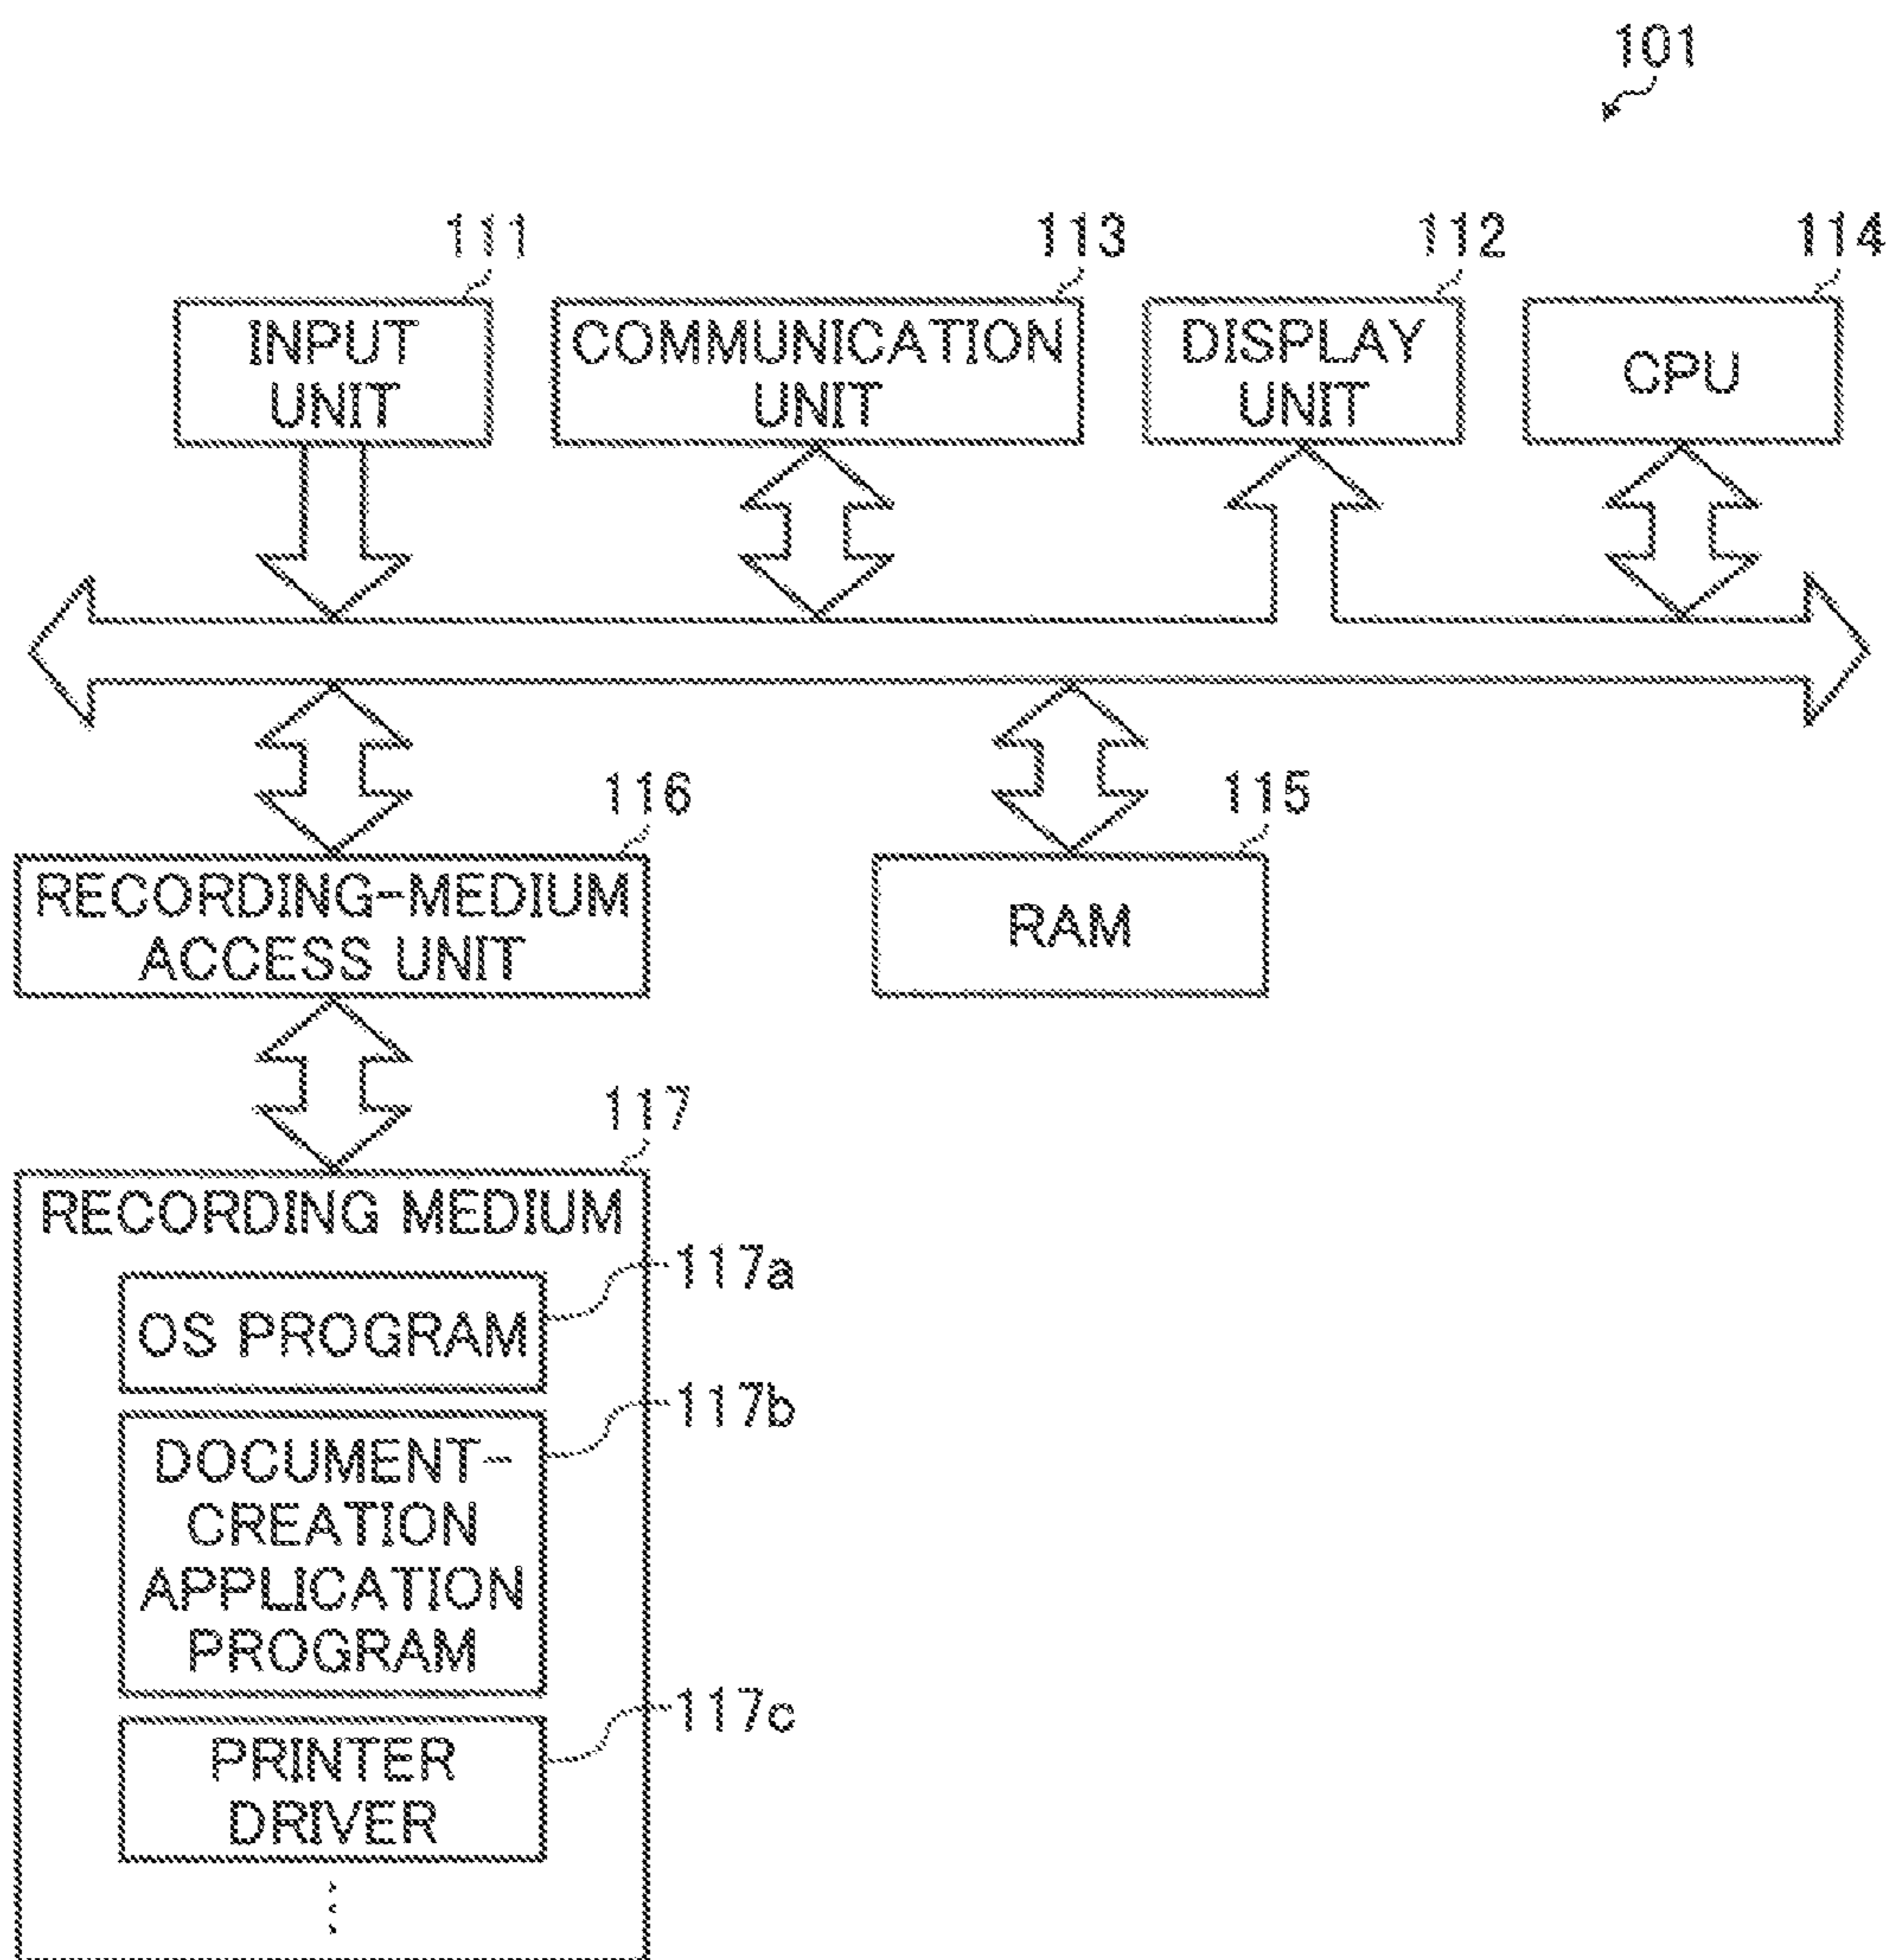 101
111
113
112
114
INPUT
UNIT
COMMUNICATION
UNIT
DISPLAY
UNIT
CPU
116
115
RECORDING-MEDIUM
ACCESS UNIT
RAM
117
RECORDING MEDIUM
117a
OS PROGRAM
117b
DOCUMENT-
CREATION
APPLICATION
PROGRAM
117c
PRINTER
DRIVER